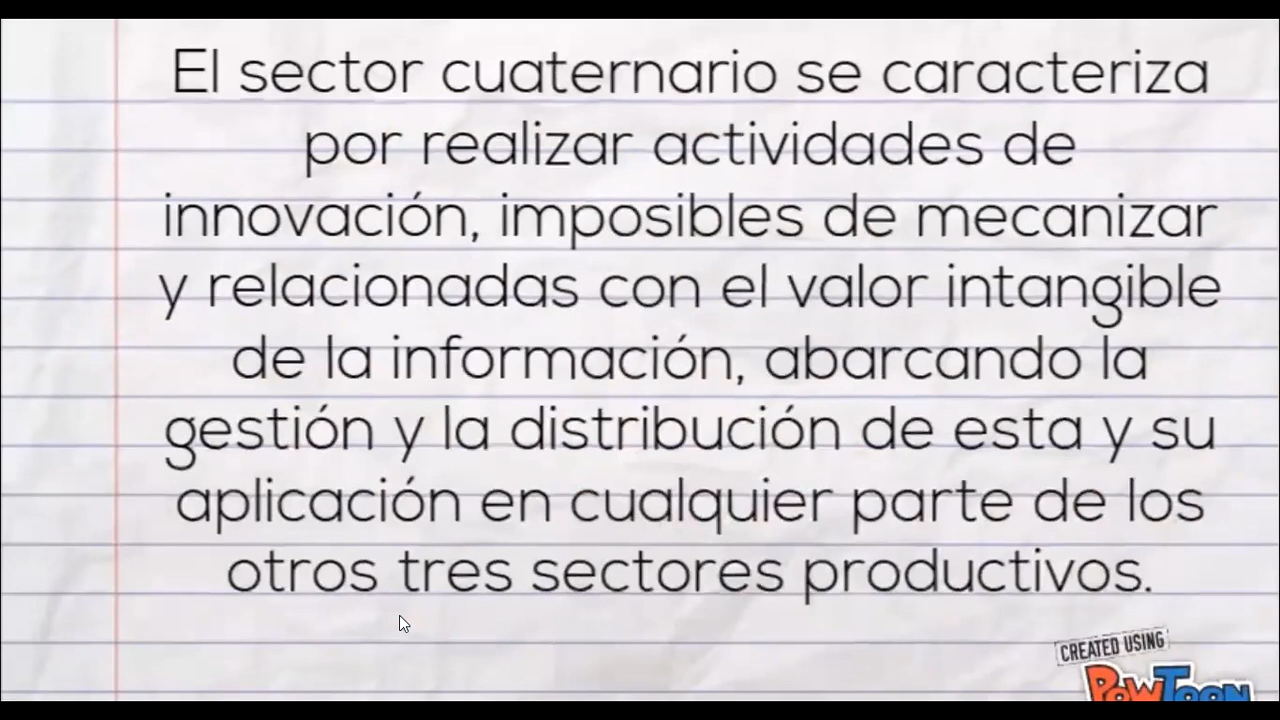 El sector cuaternario se caracteriza
por realizar actividades de
innovación, imposibles de mecanizar
y relacionadas con el valor intangible
de la información, abarcando la
gestión y la distribución de esta y su
aplicación en cualquier parte de los
otros tres sectores productivos.
CREATED USING
POWTOON